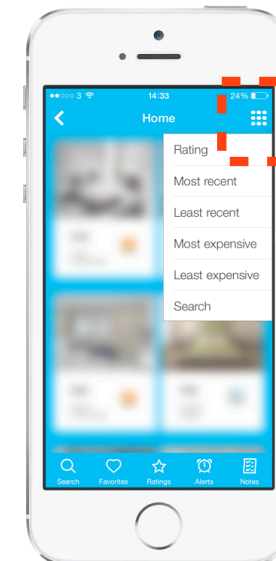 3 14:33 24%
Home
Rating
Most recent
Least recent
Most expensive
Least expensive
Search
Search Favorites Ratings Alerts Notes